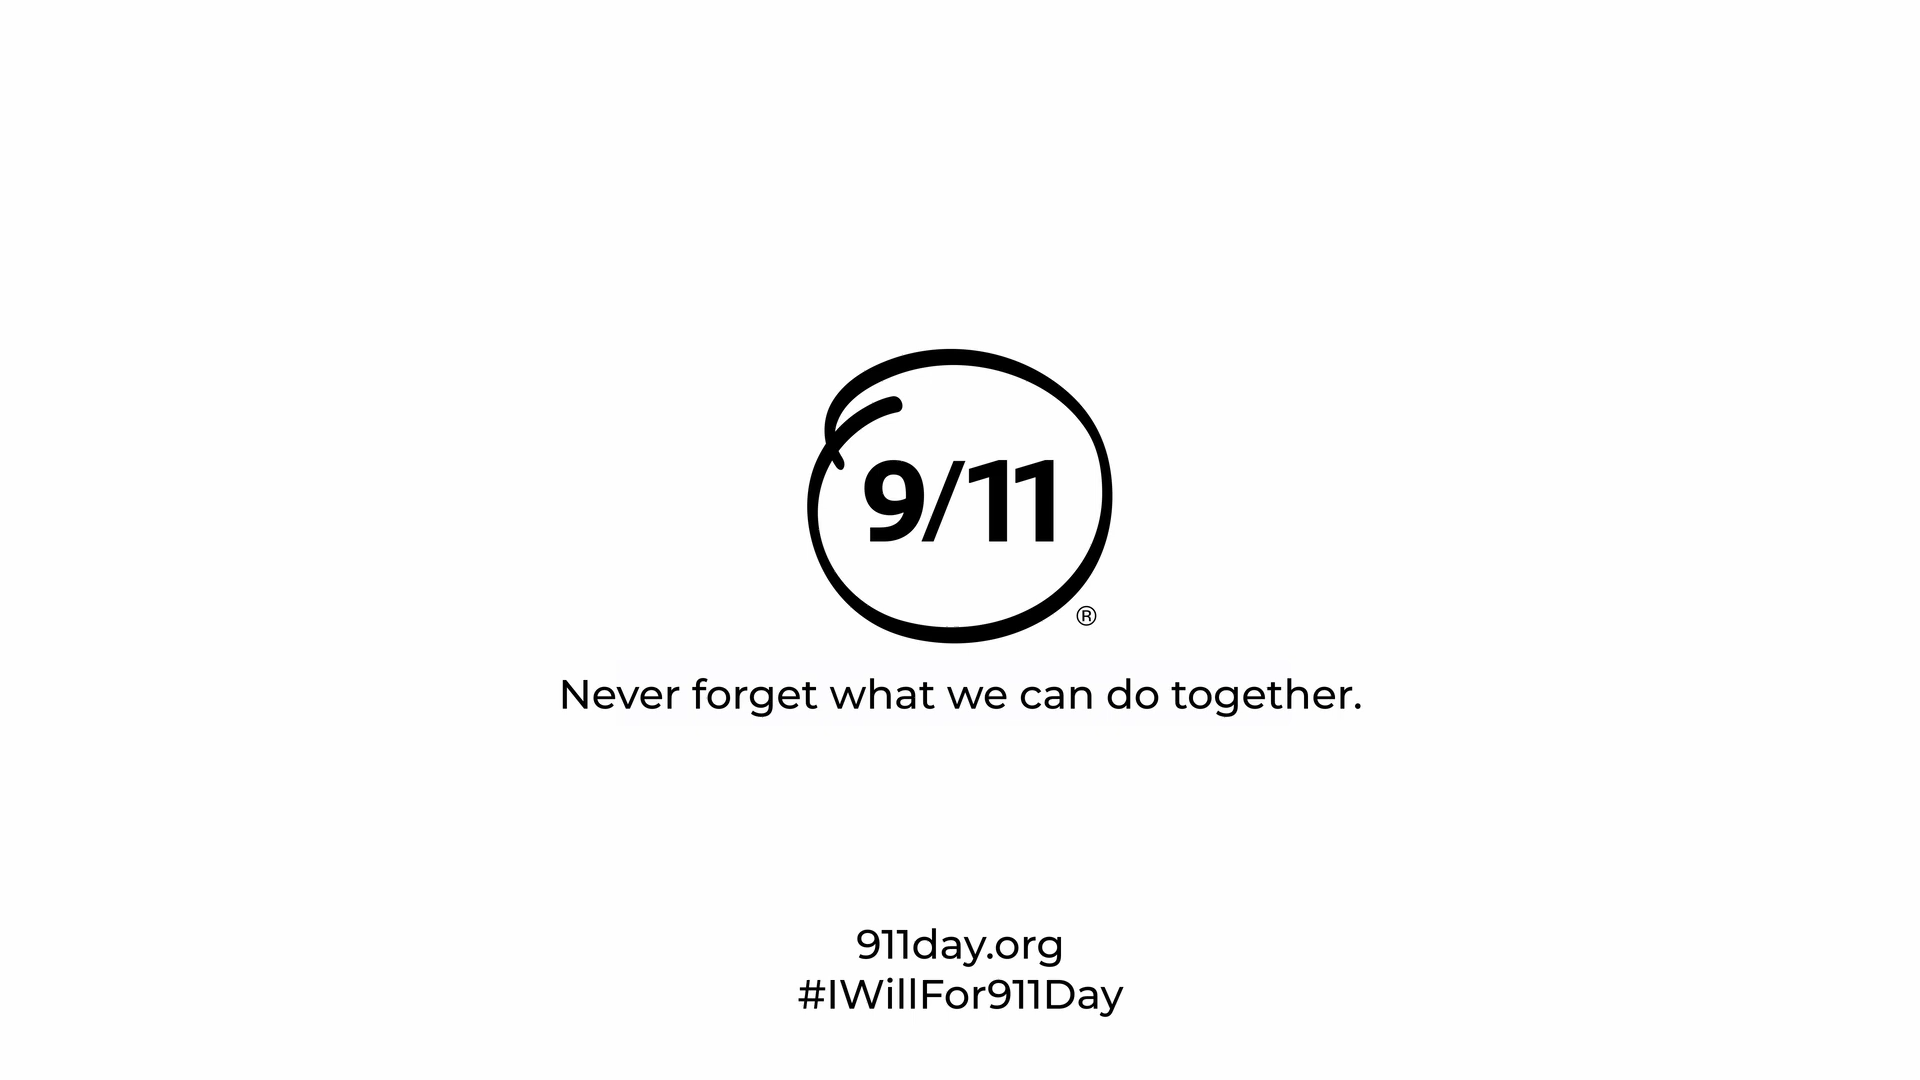 9/11
®
Never forget what we can do together.
911day.org
#IWillFor911Day